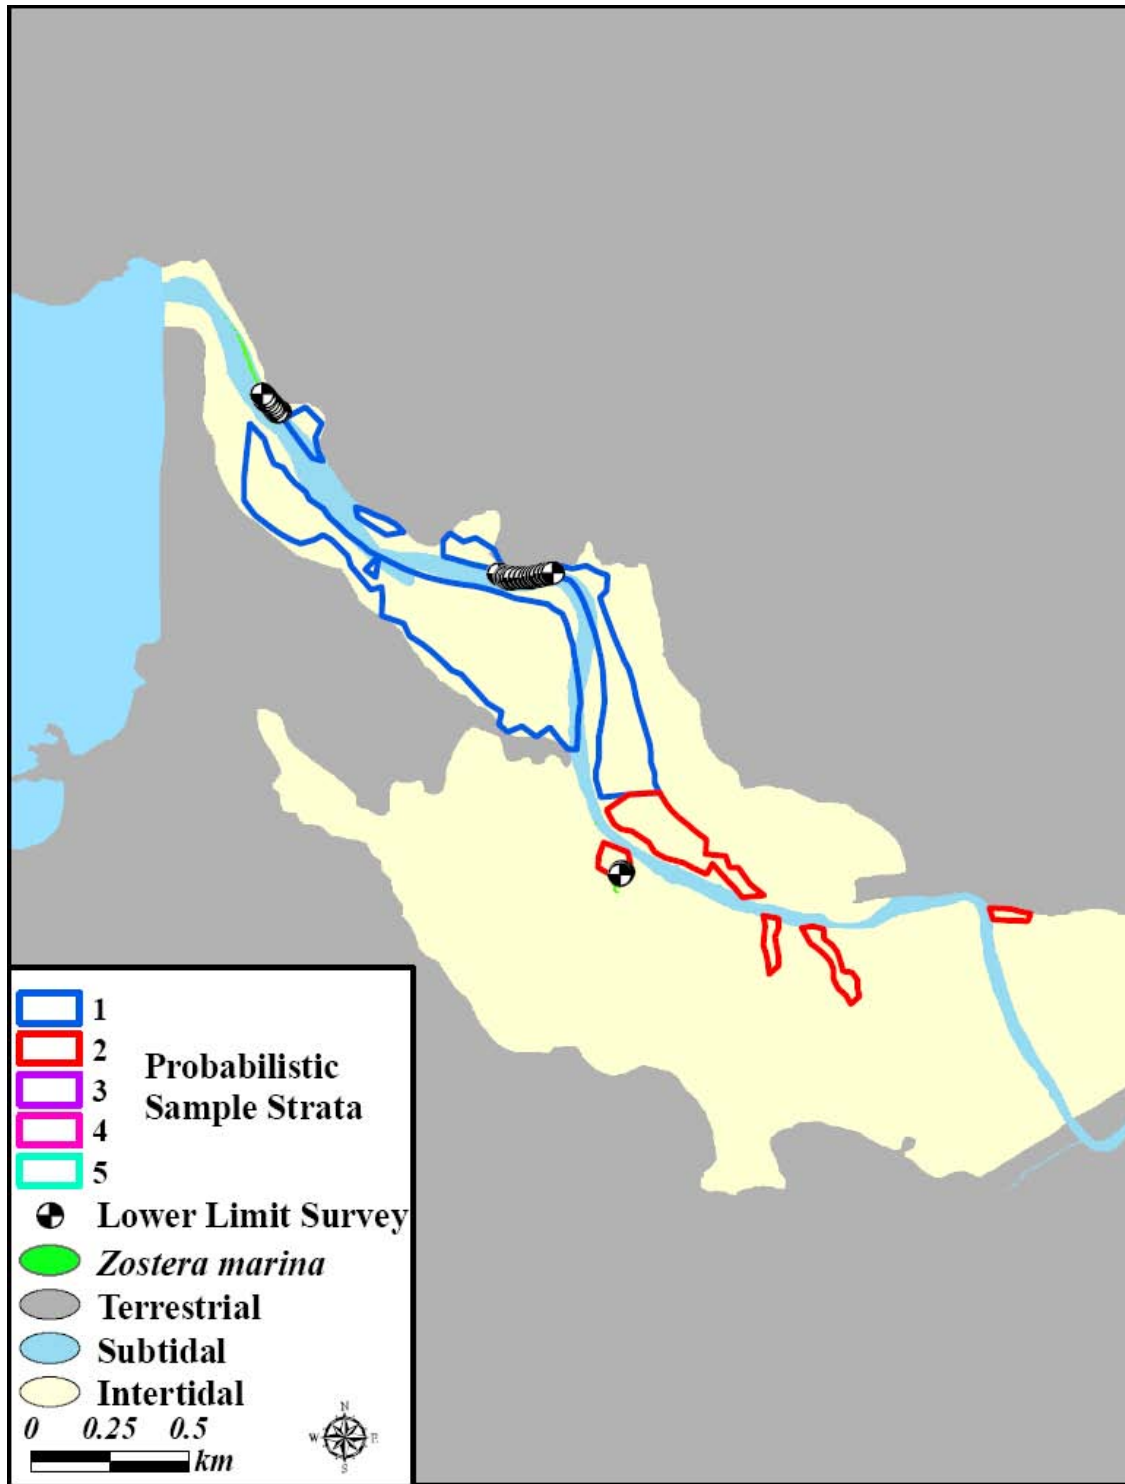 1
2
3
4
5
Probabilistic
Sample Strata
Lower Limit Survey
Zostera marina
Terrestrial
Subtidal
Intertidal
0 0.25 0.5
km
N
W E
S